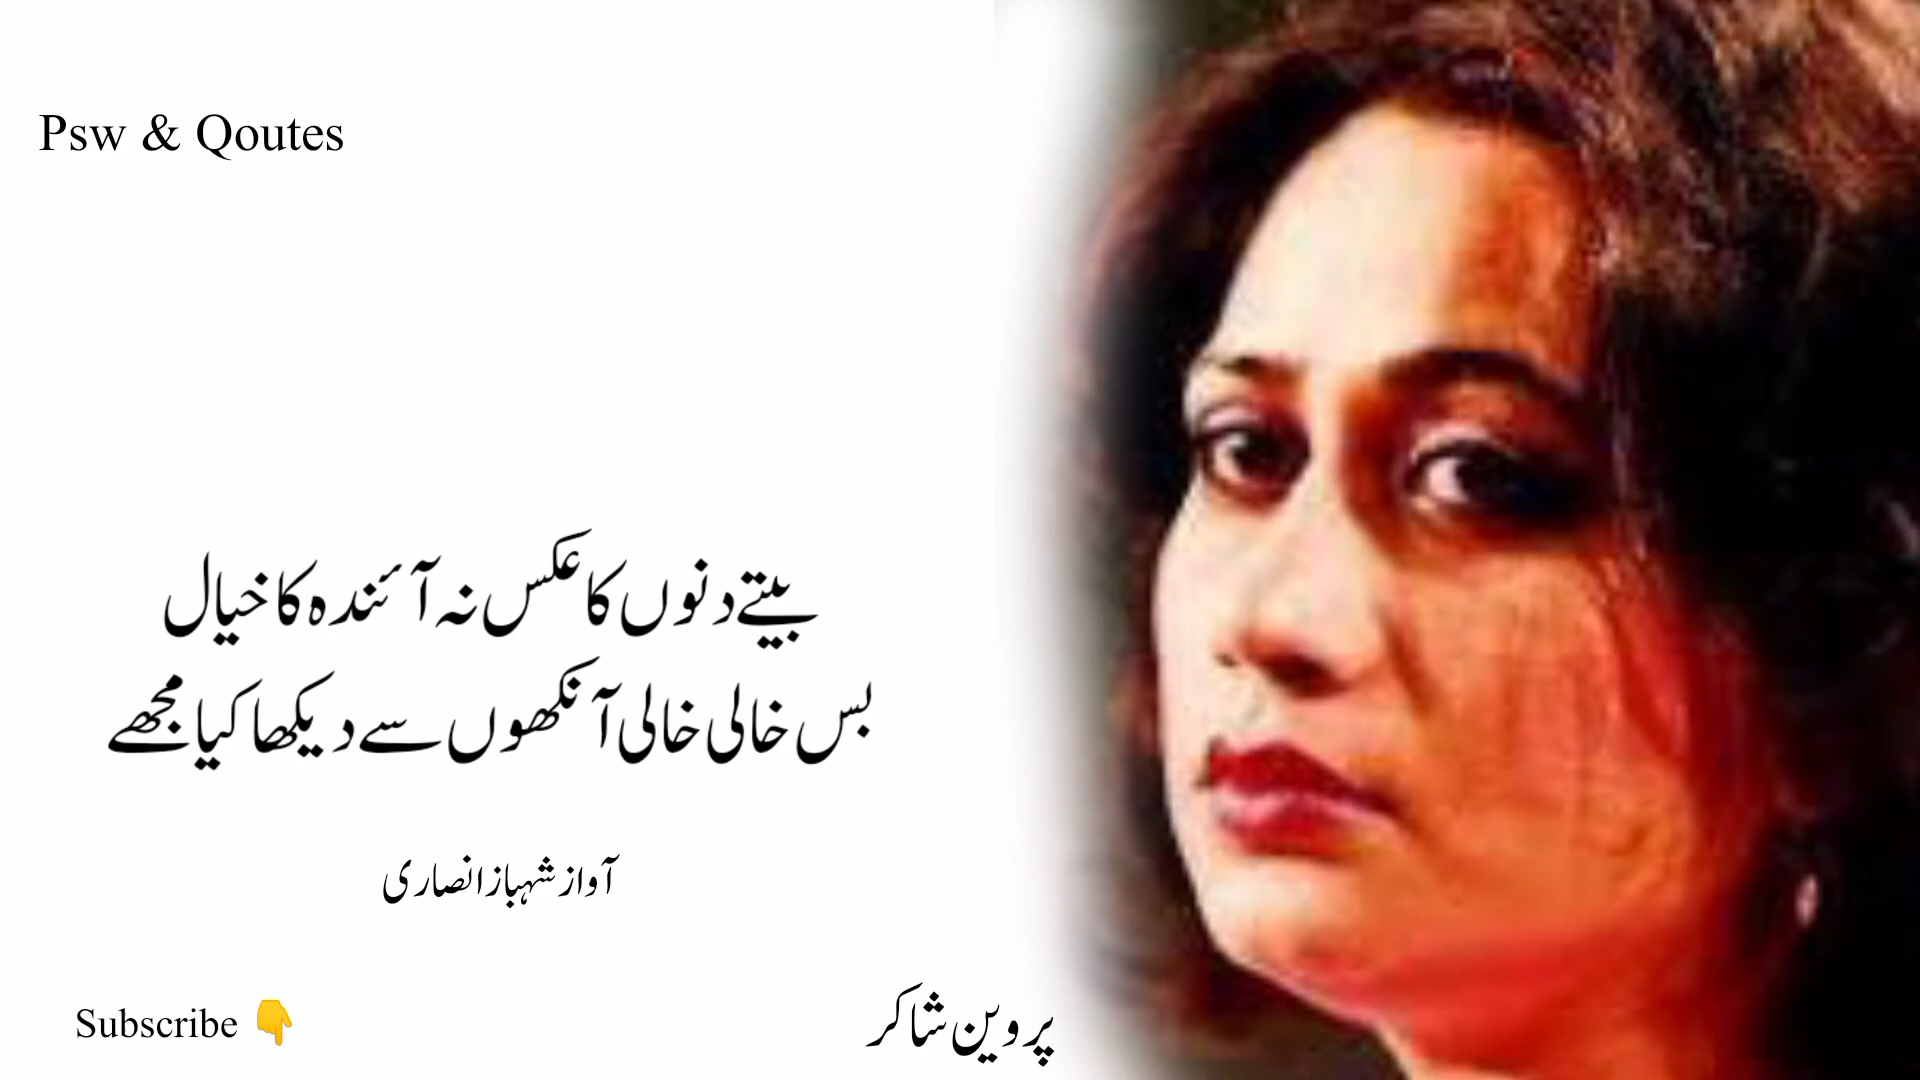 Psw & Qoutes
بیتے دنوں کا عکس نہ آئندہ کا خیال
بس خالی خالی آنکھوں سے دیکھا کیا مجھے
آواز شہباز انصاری
پروین شاکر
Subscribe 👇